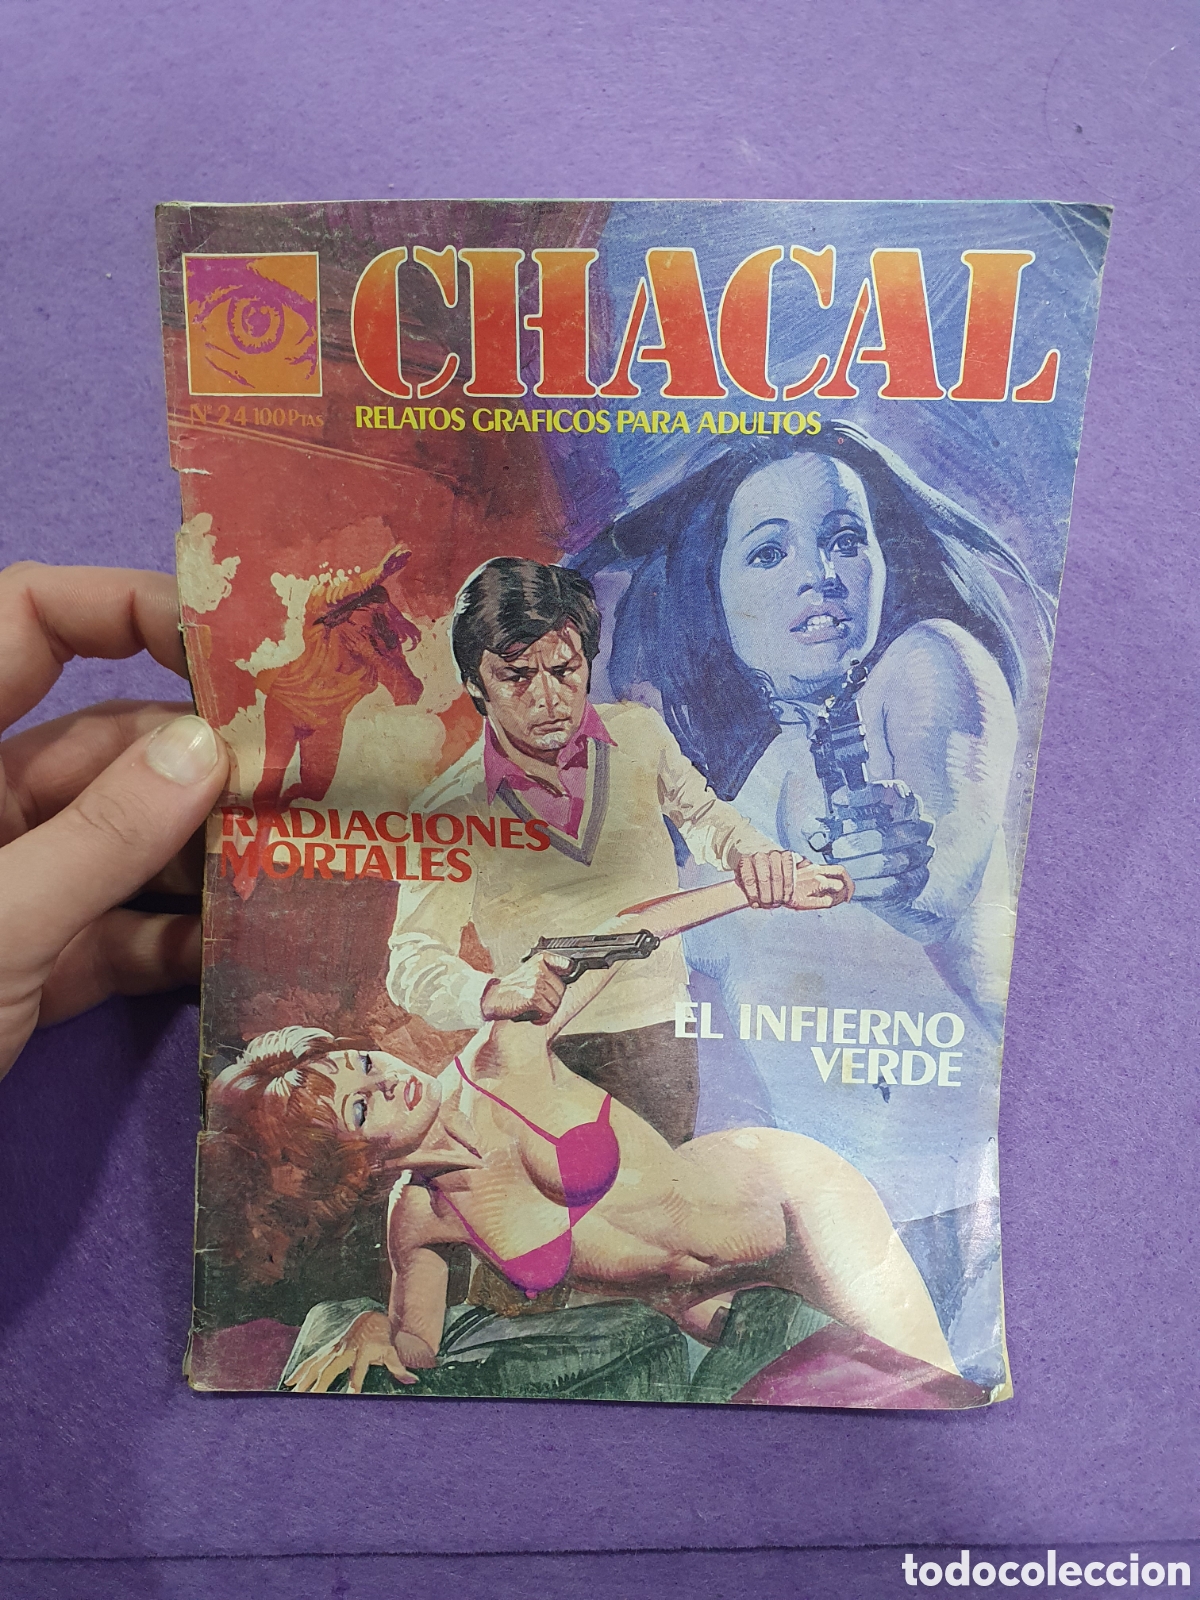 CHACAL
Nº 24 100 PTAS
RELATOS GRAFICOS PARA ADULTOS
RADIACIONES
MORTALES
EL INFIERNO
VERDE
todocoleccion